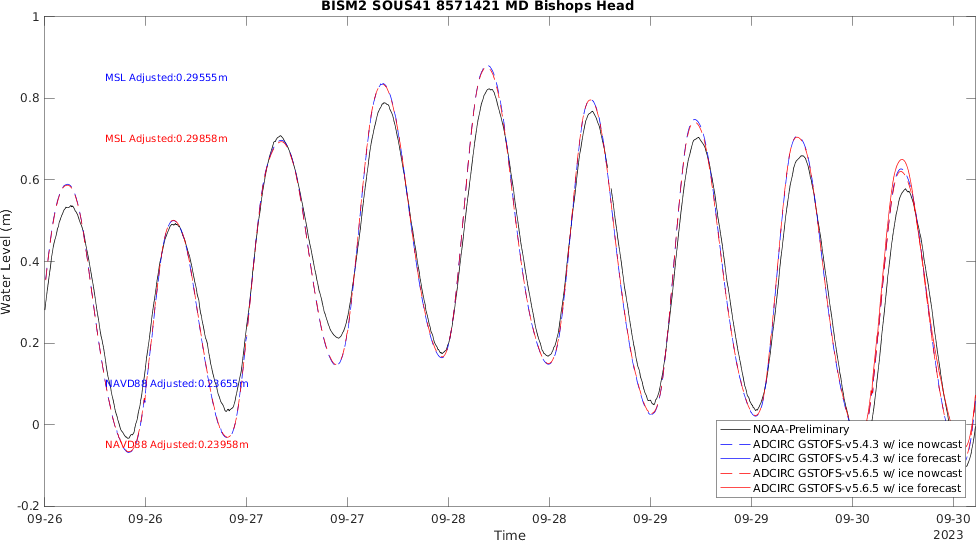 BISM2 SOUS41 8571421 MD Bishops Head
1
0.8
0.6
0.4
0.2
0
-0.2
Water Level (m)
MSL Adjusted:0.29555m
MSL Adjusted:0.29858m
NAVD88 Adjusted:0.23655m
NAVD88 Adjusted:0.23958m
NOAA-Preliminary
ADCIRC GSTOFS-v5.4.3 w/ ice nowcast
ADCIRC GSTOFS-v5.4.3 w/ ice forecast
ADCIRC GSTOFS-v5.6.5 w/ ice nowcast
ADCIRC GSTOFS-v5.6.5 w/ ice forecast
09-26 09-26 09-27 09-27 09-28 09-28 09-29 09-29 09-30 09-30
2023
Time